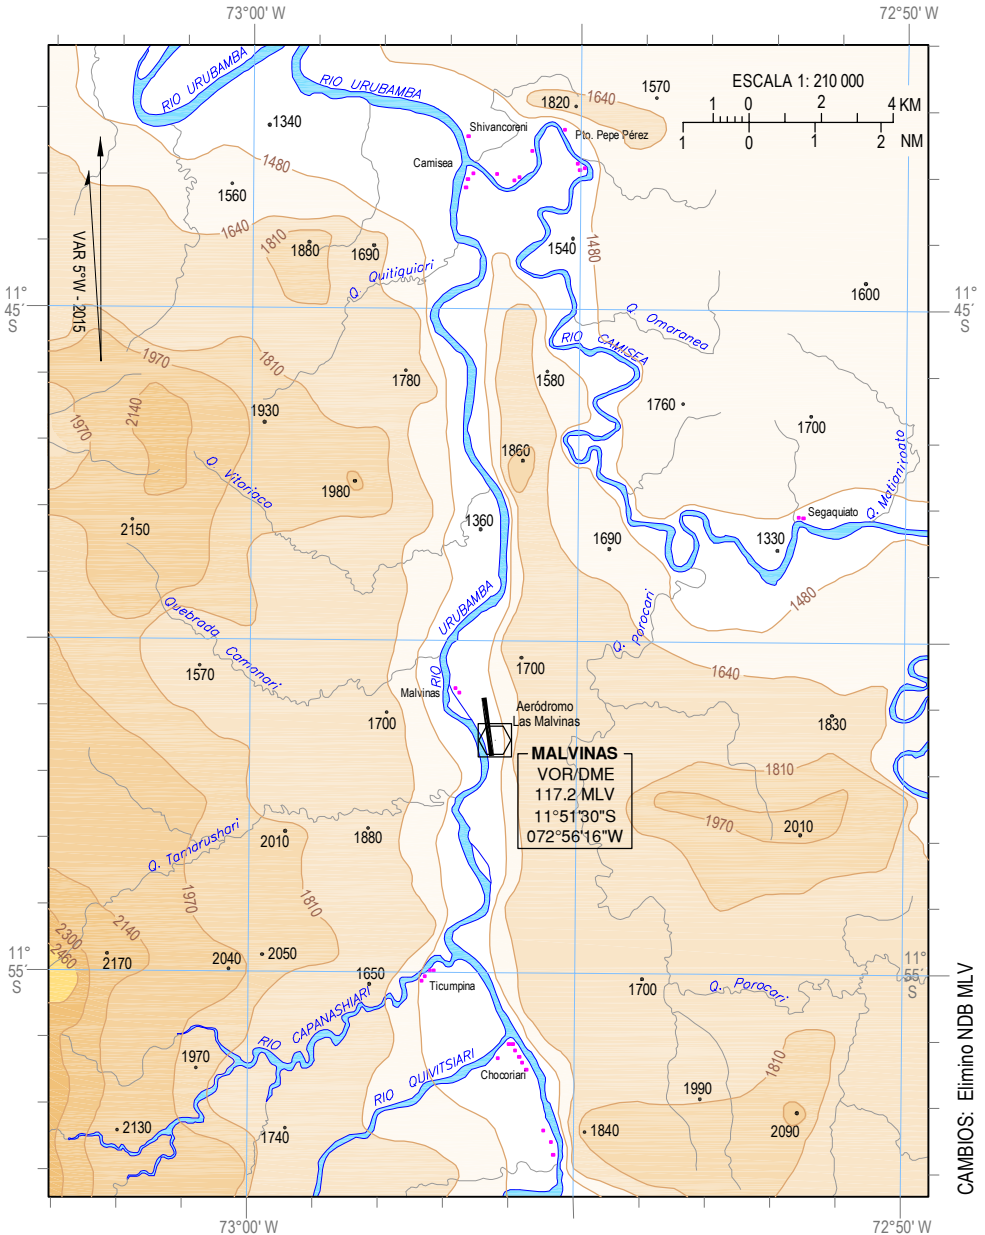 73°00' W
72°50' W
RIO URUBAMBA
RIO URUBAMBA
ESCALA 1: 210 000
1 0 2 4 KM
1 0 1 2 NM
1570
1640
1820
1340
Shivancoreni
Pto. Pepe Pérez
Camisea
1480
1560
1640
1810
1880
1690
1540
1480
VAR 5°W - 2015
Q. Quitiquiari
1600
11°
45'
S
11°
45'
S
Q. Omaranea
RIO CAMISEA
1970
1810
1780
1580
2140
1930
1760
1970
1700
1860
Q. Vitoriaco
1980
Q. Matianiroato
2150
1360
Segaquiato
1690
1330
1480
URUBAMBA
RIO
Quebrada Camanari
Q. Porocari
1570
1700
1640
Malvinas
1700
Aeródromo
Las Malvinas
1830
MALVINAS
VOR/DME
117.2 MLV
11°51'30"S
072°56'16"W
1810
1970
2010
Q. Tamarushari
2010
1880
1970
1810
2300
2140
2460
2170
2040
2050
1650
11°
55'
S
11°
55'
S
Ticumpina
1700
Q. Porocari
RIO CAPANASHIARI
1970
RIO QUIVITSIARI
Chocorian
1810
1990
2130
1740
1840
2090
73°00' W
72°50' W
CAMBIOS: Elimino NDB MLV